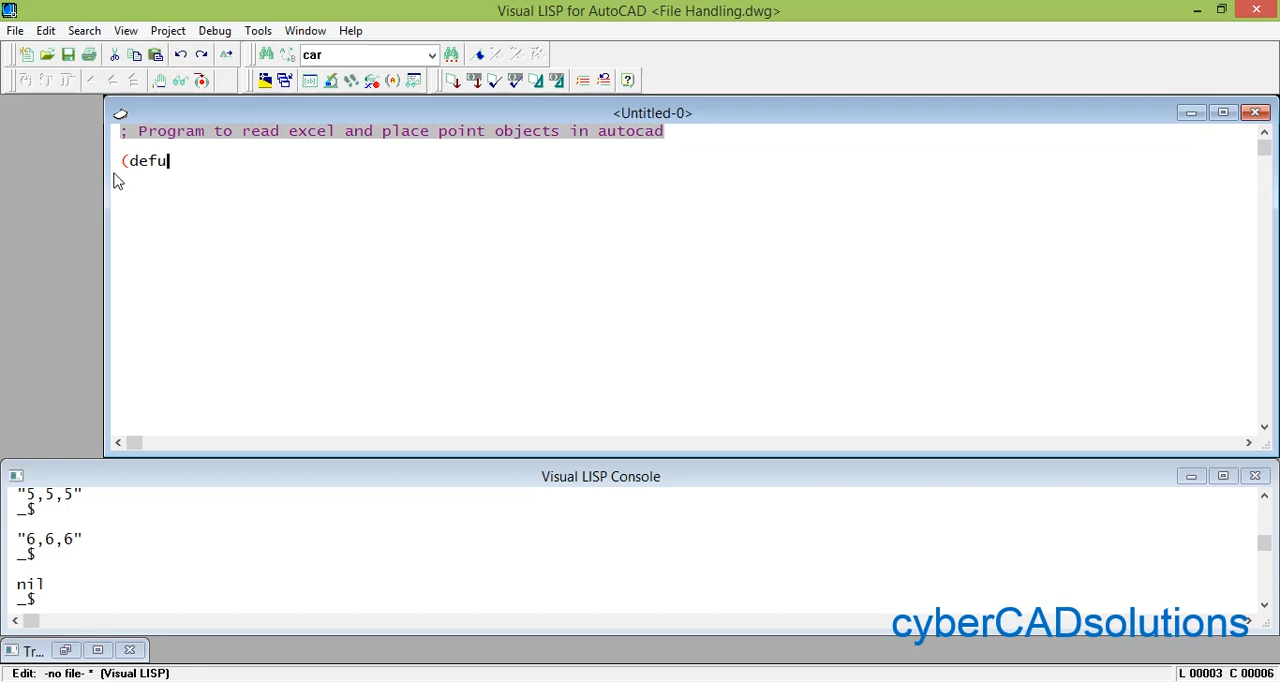 Visual LISP for AutoCAD <File Handling.dwg>
File Edit Search View Project Debug Tools Window Help
car
<Untitled-0>
; Program to read excel and place point objects in autocad
(defu
Visual LISP Console
"5,5,5"
_$
"6,6,6"
_$
nil
_$
cyberCADsolutions
Tr...
Edit: -no file- * (Visual LISP)
L 00003 C 00006